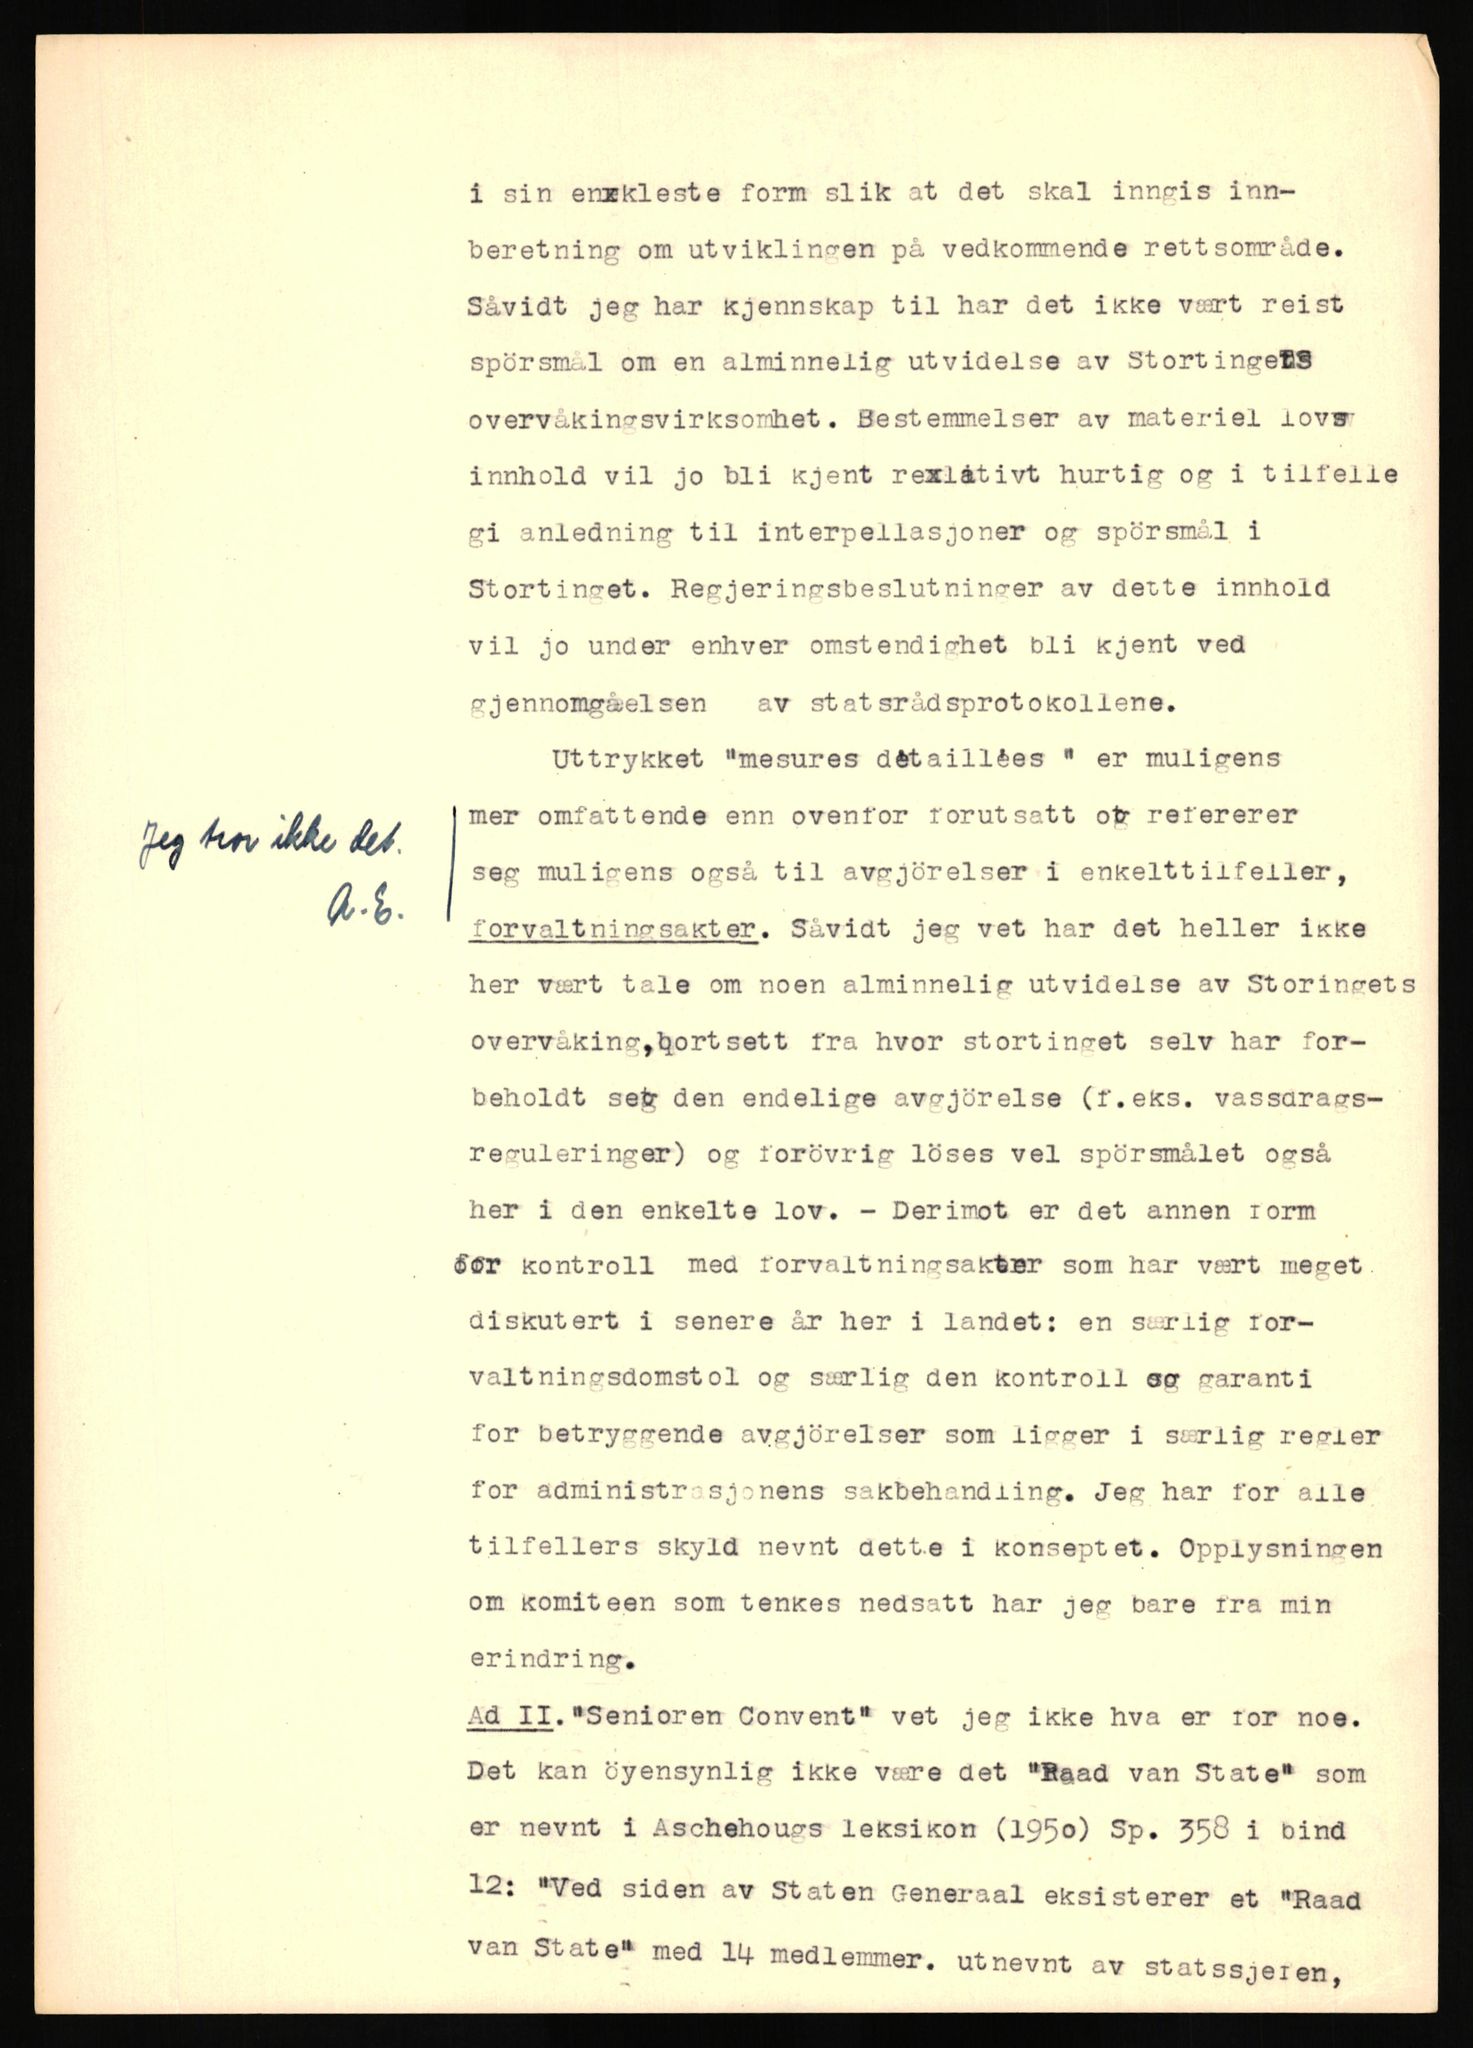 i sin enkleste form slik at det skal inngis inn-
beretning om utviklingen på vedkommende rettsområde.
Såvidt jeg har kjennskap til har det ikke vært reist
spörsmål om en alminnelig utvidelse av Stortingets
overvåkingsvirksomhet. Bestemmelser av materiel lovs
innhold vil jo bli kjent relativt hurtig og i tilfelle
gi anledning til interpellasjoner og spörsmål i
Stortinget. Regjeringsbeslutninger av dette innhold
vil jo under enhver omstendighet bli kjent ved
gjennomgåelsen av statsrådsprotokollene.
Uttrykket "mesures détaillées " er muligens
mer omfattende enn ovenfor forutsatt og refererer
Jeg tror ikke det.
A.E.
seg muligens også til avgjörelser i enkelttilfeller,
forvaltningsakter. Såvidt jeg vet har det heller ikke
her vært tale om noen alminnelig utvidelse av Storingets
overvåking, bortsett fra hvor stortinget selv har for-
beholdt seg den endelige avgjörelse (f.eks. vassdrags-
reguleringer) og forövrig löses vel spörsmålet også
her i den enkelte lov. - Derimot er det annen form
for kontroll med forvaltningsakter som har vært meget
diskutert i senere år her i landet: en særlig for-
valtningsdomstol og særlig den kontroll og garanti
for betryggende avgjörelser som ligger i særlig regler
for administrasjonens sakbehandling. Jeg har for alle
tilfellers skyld nevnt dette i konseptet. Opplysningen
om komiteen som tenkes nedsatt har jeg bare fra min
erindring.
Ad II. "Senioren Convent" vet jeg ikke hva er for noe.
Det kan öyensynlig ikke være det "Raad van State" som
er nevnt i Aschehougs leksikon (1950) Sp. 358 i bind
12: "Ved siden av Staten Generaal eksisterer et "Raad
van State" med 14 medlemmer. utnevnt av statssjefen,